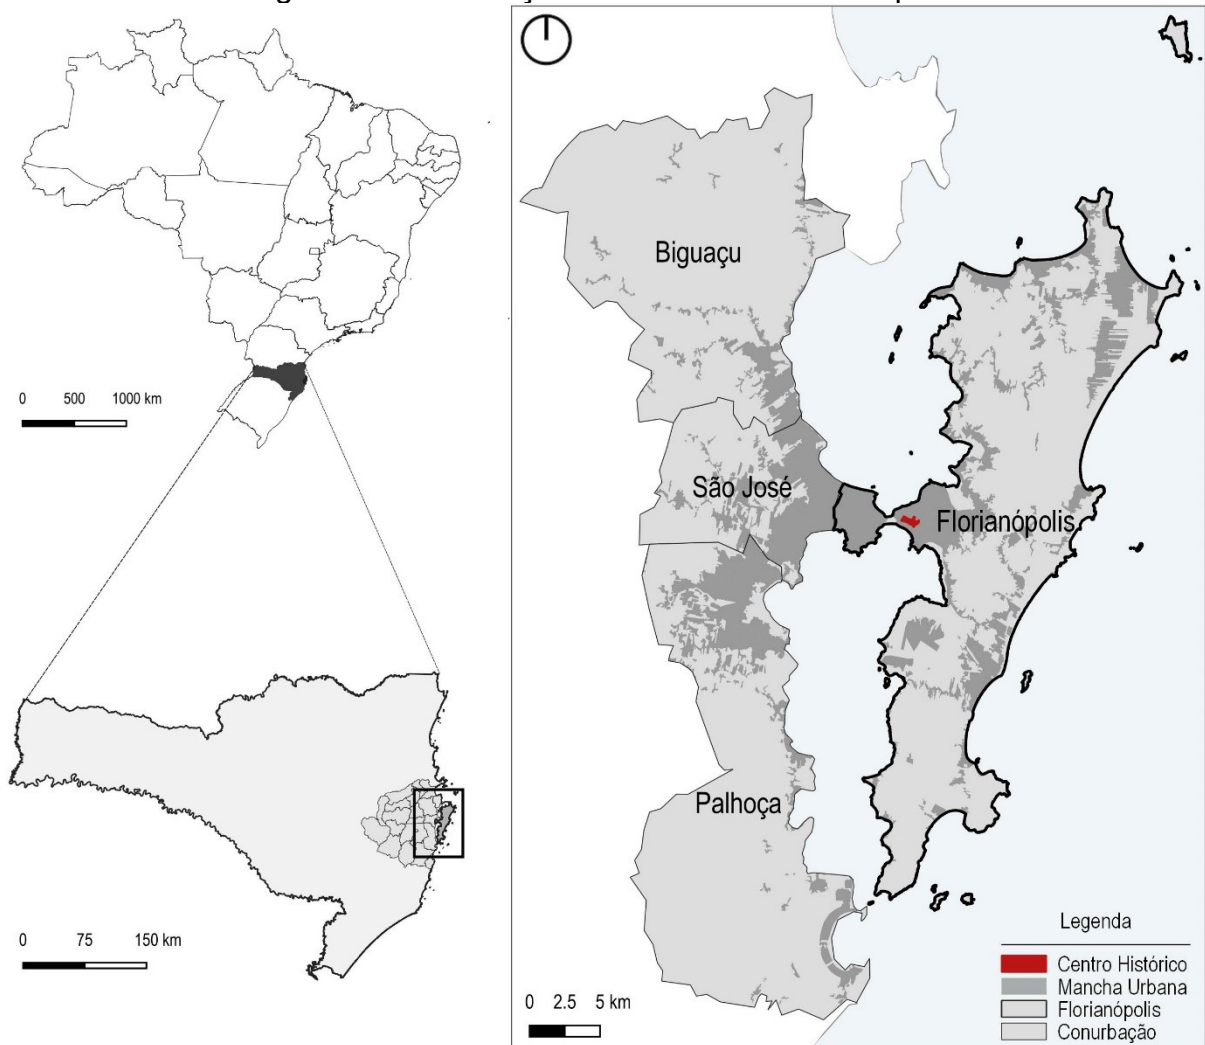 Biguaçu
São José
Florianópolis
Palhoça
0 500 1000 km
0 75 150 km
0 2.5 5 km
Legenda
Centro Histórico
Mancha Urbana
Florianópolis
Conurbação